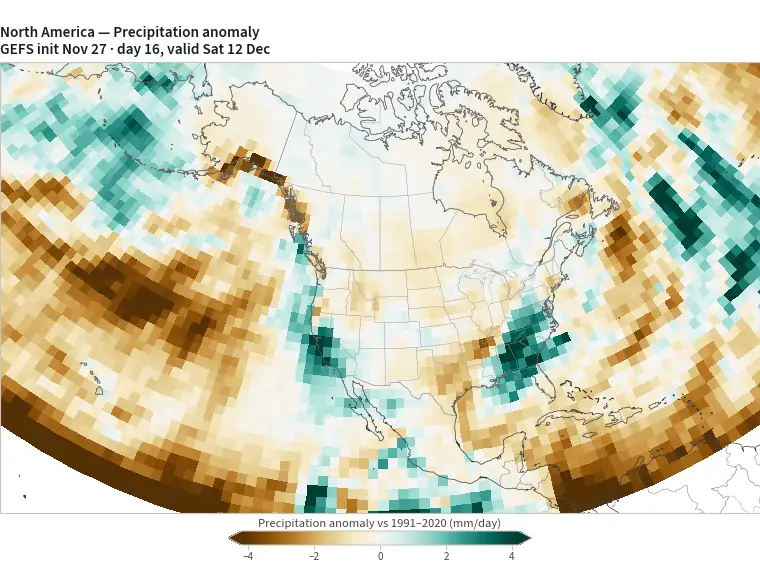 North America — Precipitation anomaly
GEFS init Nov 27 · day 16, valid Sat 12 Dec
Precipitation anomaly vs 1991–2020 (mm/day)
−4 −2 0 2 4